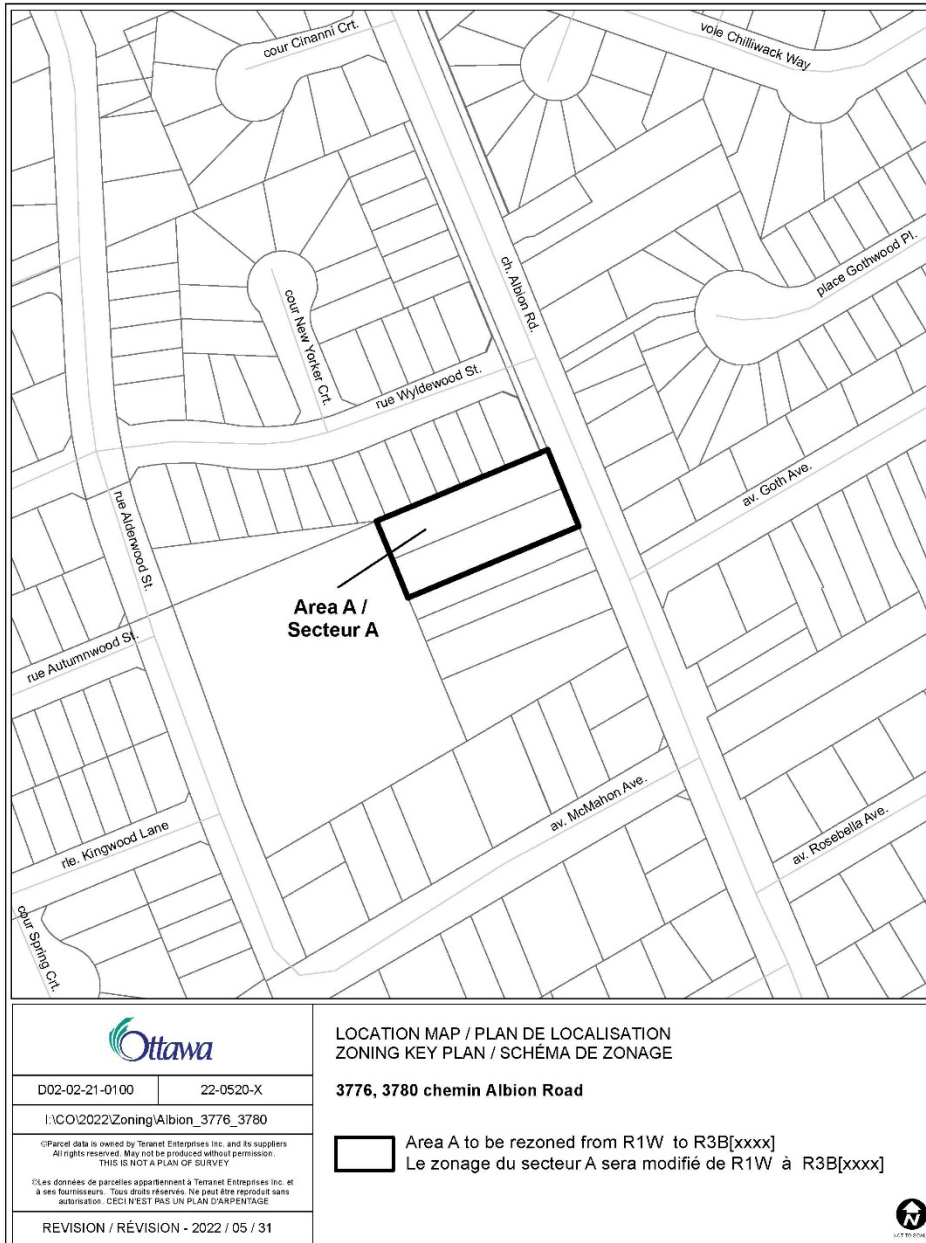 cour Cinanni Crt.
voie Chilliwack Way
ch. Albion Rd.
place Gothwood Pl.
cour New Yorker Crt.
rue Wyldewood St.
av. Goth Ave.
rue Alderwood St.
Area A /
Secteur A
rue Autumnwood St.
av. McMahon Ave.
rle. Kingwood Lane
av. Rosebella Ave.
cour Spring Crt.
Ottawa
D02-02-21-0100
22-0520-X
I:\CO\2022\Zoning\Albion_3776_3780
©Parcel data is owned by Teranet Enterprises Inc. and its suppliers
All rights reserved. May not be produced without permission.
THIS IS NOT A PLAN OF SURVEY
©Les données de parcelles appartiennent à Terranet Entreprises Inc. et
à ses fournisseurs. Tous droits réservés. Ne peut être reproduit sans
autorisation. CECI N'EST PAS UN PLAN D'ARPENTAGE
REVISION / RÉVISION - 2022 / 05 / 31
LOCATION MAP / PLAN DE LOCALISATION
ZONING KEY PLAN / SCHÉMA DE ZONAGE
3776, 3780 chemin Albion Road
Area A to be rezoned from R1W to R3B[xxxx]
Le zonage du secteur A sera modifié de R1W à R3B[xxxx]
N
NOT TO SCALE